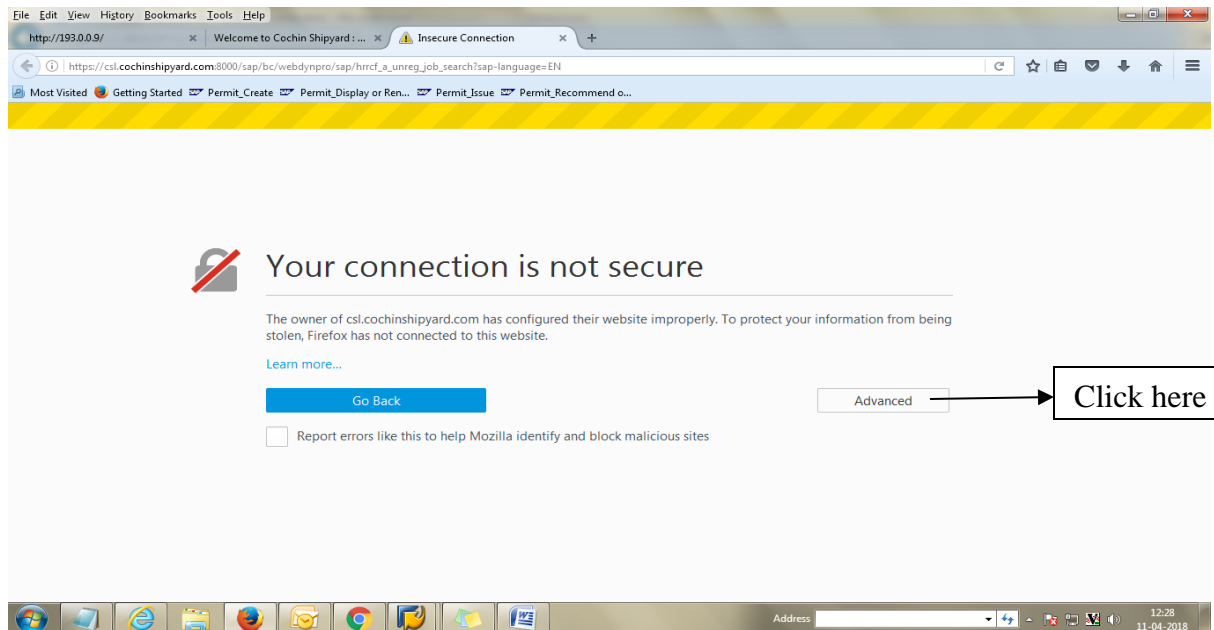 File Edit View History Bookmarks Tools Help
http://193.0.0.9/ × Welcome to Cochin Shipyard : ... × Insecure Connection × +
https://csl.cochinshipyard.com:8000/sap/bc/webdynpro/sap/hrrcf_a_unreg_job_search?sap-language=EN
Most Visited Getting Started Permit_Create Permit_Display or Ren... Permit_Issue Permit_Recommend o...
Your connection is not secure
The owner of csl.cochinshipyard.com has configured their website improperly. To protect your information from being
stolen, Firefox has not connected to this website.
Learn more...
Go Back Advanced Click here
Report errors like this to help Mozilla identify and block malicious sites
Address 12:28
11-04-2018